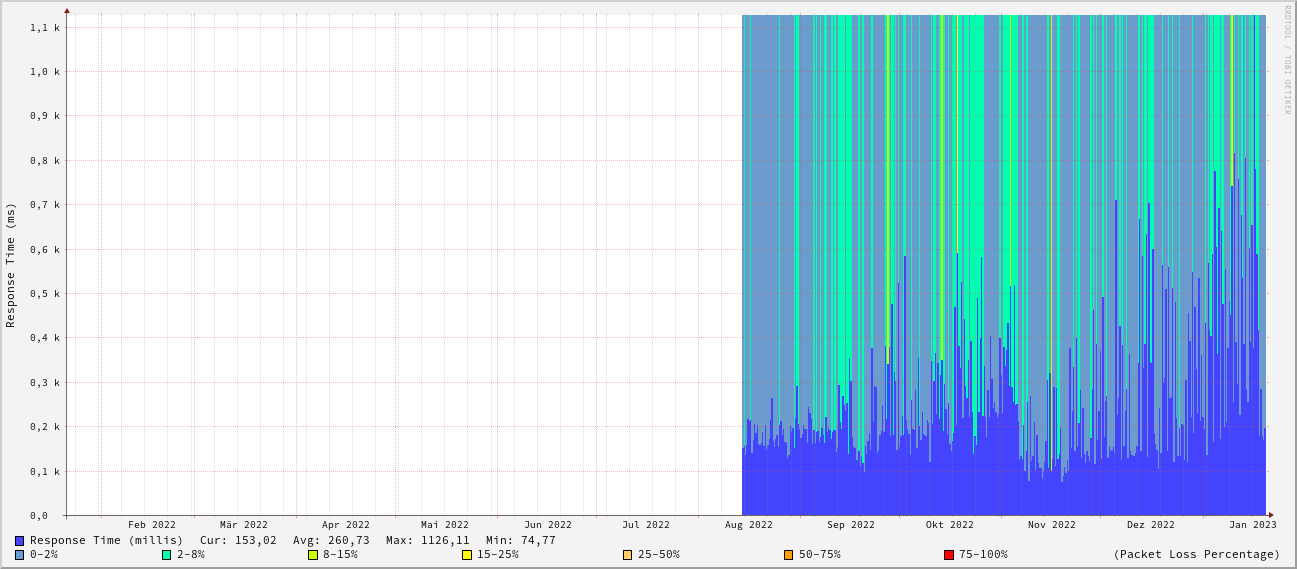 RRDTOOL / TOBI OETIKER
Response Time (ms)
1,1 k
1,0 k
0,9 k
0,8 k
0,7 k
0,6 k
0,5 k
0,4 k
0,3 k
0,2 k
0,1 k
0,0
Feb 2022 Mär 2022 Apr 2022 Mai 2022 Jun 2022 Jul 2022 Aug 2022 Sep 2022 Okt 2022 Nov 2022 Dez 2022 Jan 2023
Response Time (millis) Cur: 153,02 Avg: 260,73 Max: 1126,11 Min: 74,77
0-2% 2-8% 8-15% 15-25% 25-50% 50-75% 75-100% (Packet Loss Percentage)